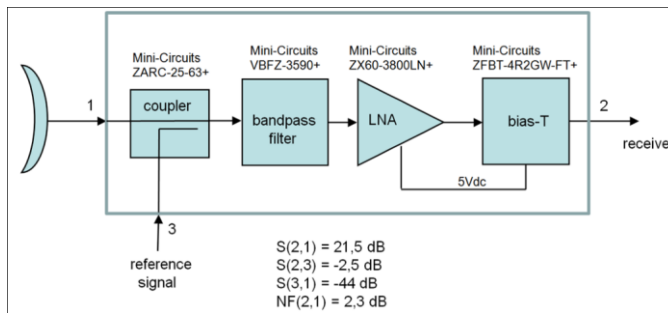 Mini-Circuits
ZARC-25-63+
Mini-Circuits
VBFZ-3590+
Mini-Circuits
ZX60-3800LN+
Mini-Circuits
ZFBT-4R2GW-FT+
1
coupler
bandpass
filter
LNA
bias-T
2
receive
5Vdc
3
reference
signal
S(2,1) = 21,5 dB
S(2,3) = -2,5 dB
S(3,1) = -44 dB
NF(2,1) = 2,3 dB